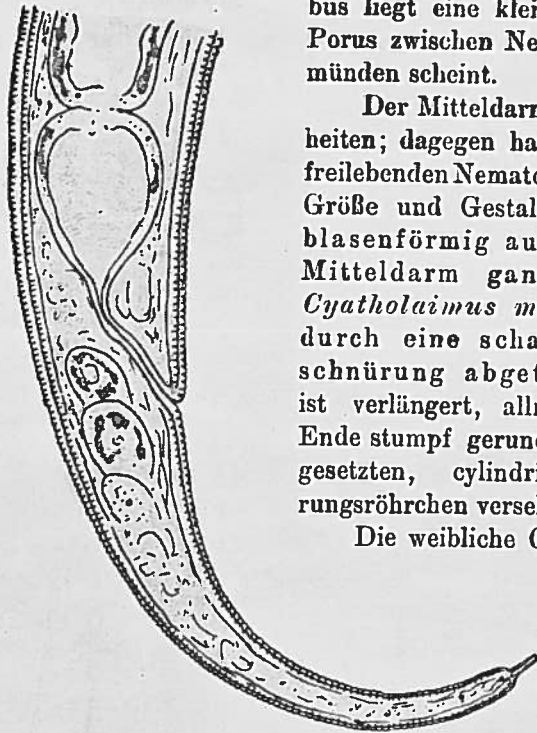 bus liegt eine klei
Porus zwischen Ne
münden scheint.
Der Mitteldarm
heiten; dagegen ha
freilebenden Nemato
Größe und Gestal
blasenförmig au
Mitteldarm gan
Cyatholaimus m
durch eine scha
schnürung abget
ist verlängert, allm
Ende stumpf gerund
gesetzten, cylindri
rungsröhrchen verse
Die weibliche G